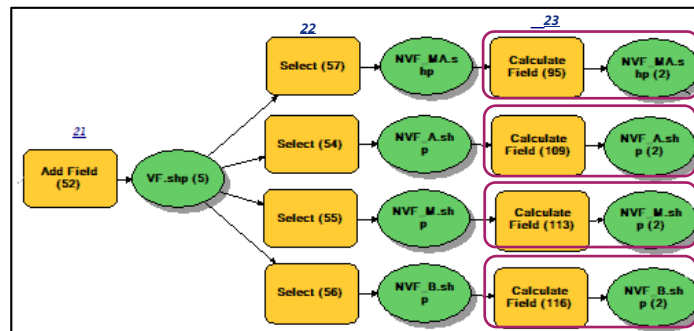 22
23
Select (57)
NVF_MA.s
hp
Calculate
Field (95)
NVF_MA.s
hp (2)
21
Add Field
(52)
VF.shp (5)
Select (54)
NVF_A.sh
p
Calculate
Field (109)
NVF_A.sh
p (2)
Select (55)
NVF_M.sh
p
Calculate
Field (113)
NVF_M.sh
p (2)
Select (56)
NVF_B.sh
p
Calculate
Field (116)
NVF_B.sh
p (2)